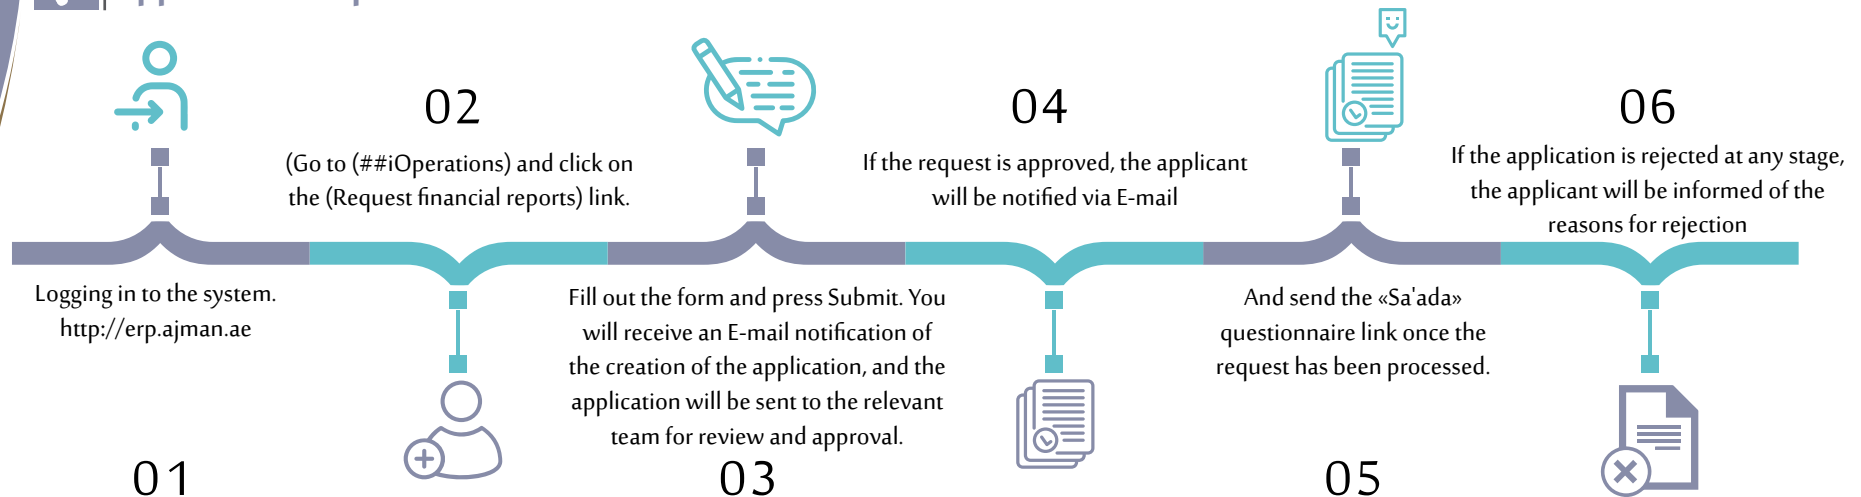 01
Logging in to the system.
http://erp.ajman.ae
02
(Go to (##iOperations) and click on
the (Request financial reports) link.
03
Fill out the form and press Submit. You
will receive an E-mail notification of
the creation of the application, and the
application will be sent to the relevant
team for review and approval.
04
If the request is approved, the applicant
will be notified via E-mail
05
And send the «Sa'ada»
questionnaire link once the
request has been processed.
06
If the application is rejected at any stage,
the applicant will be informed of the
reasons for rejection